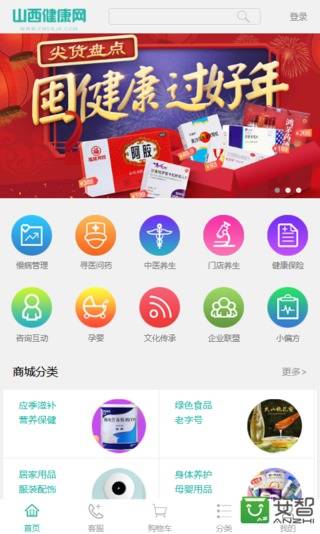 山西健康网
登录
尖货盘点
囤健康过好年
阿胶
慢病管理
寻医问药
中医养生
门店养生
健康保险
咨询互动
孕婴
文化传承
企业联盟
小偏方
商城分类
更多>
应季滋补
营养保健
绿色食品
老字号
居家用品
服装配饰
身体养护
母婴用品
安智
ANZHI
首页
客服
购物车
分类
我的